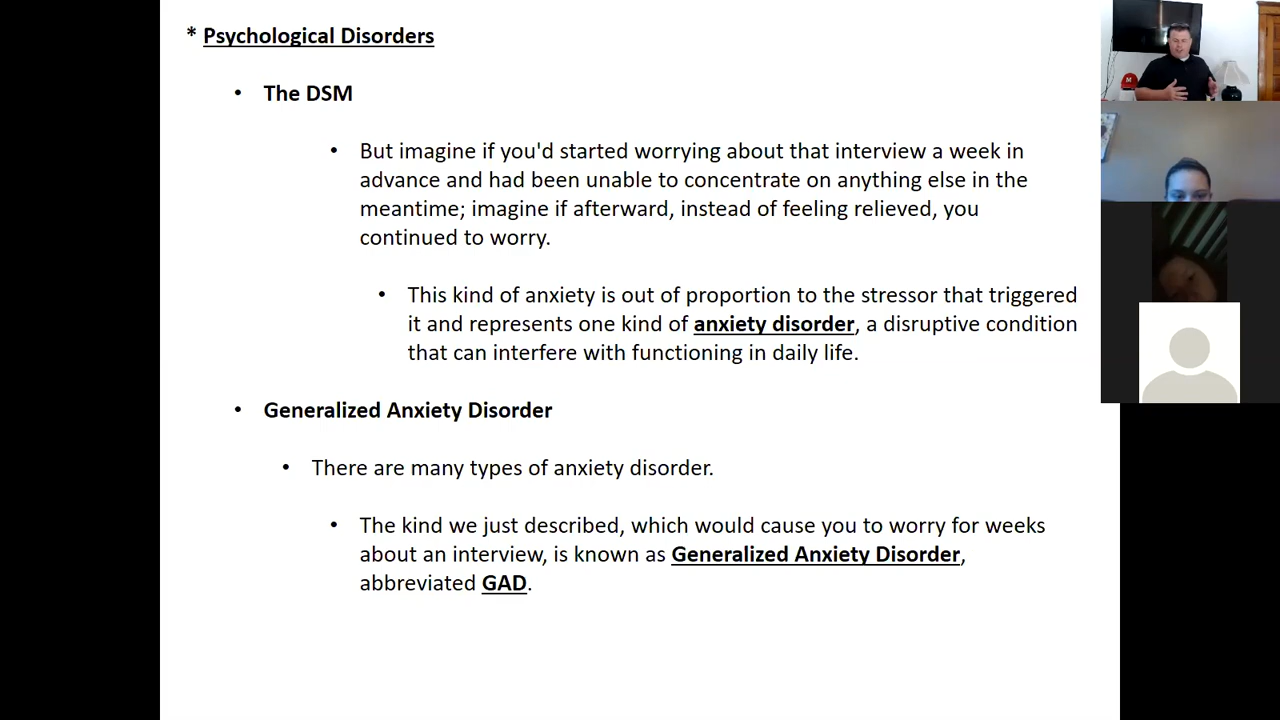 * Psychological Disorders
• The DSM
• But imagine if you'd started worrying about that interview a week in
advance and had been unable to concentrate on anything else in the
meantime; imagine if afterward, instead of feeling relieved, you
continued to worry.
• This kind of anxiety is out of proportion to the stressor that triggered
it and represents one kind of anxiety disorder, a disruptive condition
that can interfere with functioning in daily life.
• Generalized Anxiety Disorder
• There are many types of anxiety disorder.
• The kind we just described, which would cause you to worry for weeks
about an interview, is known as Generalized Anxiety Disorder,
abbreviated GAD.
M